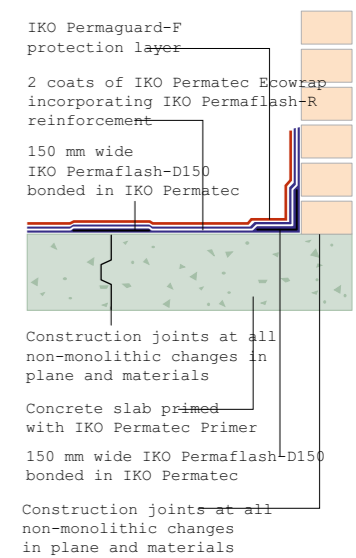 IKO Permaguard-F
protection layer
2 coats of IKO Permatec Ecowrap
incorporating IKO Permaflash-R
reinforcement
150 mm wide
IKO Permaflash-D150
bonded in IKO Permatec
Construction joints at all
non-monolithic changes in
plane and materials
Concrete slab primed
with IKO Permatec Primer
150 mm wide IKO Permaflash-D150
bonded in IKO Permatec
Construction joints at all
non-monolithic changes
in plane and materials